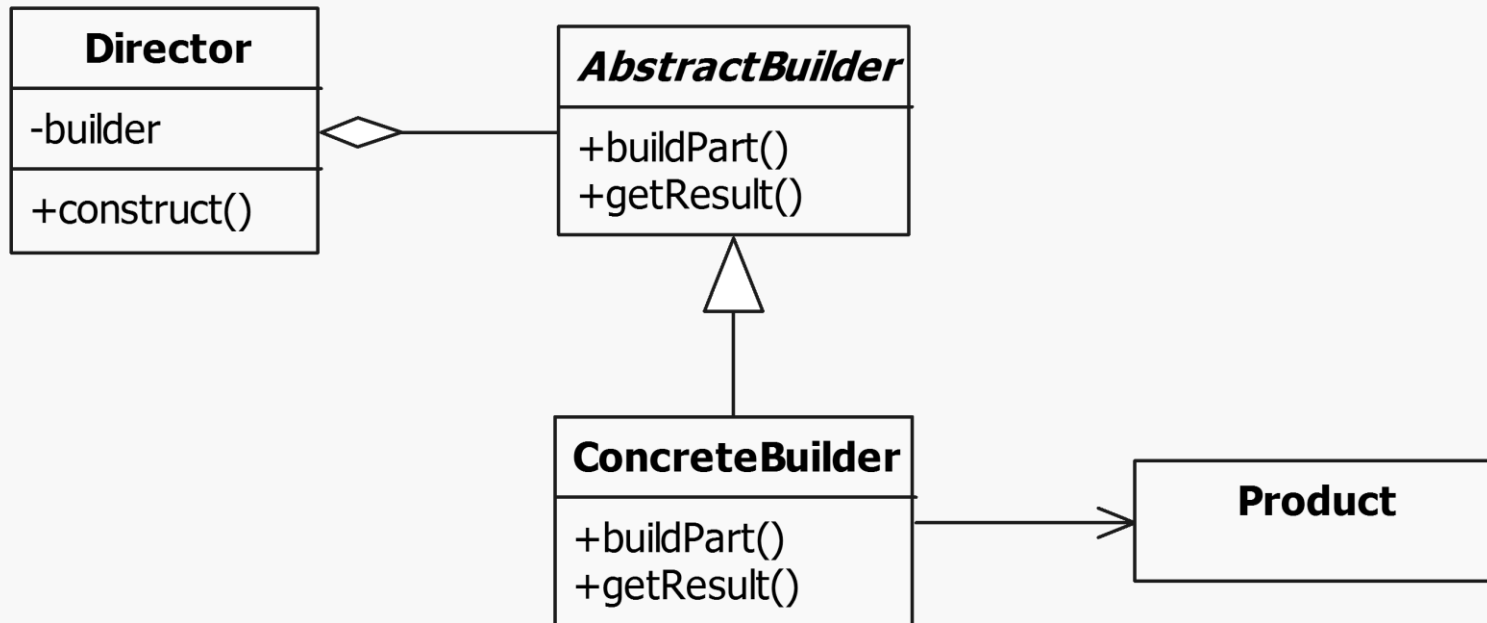 Director
-builder
+construct()
AbstractBuilder
+buildPart()
+getResult()
ConcreteBuilder
+buildPart()
+getResult()
Product